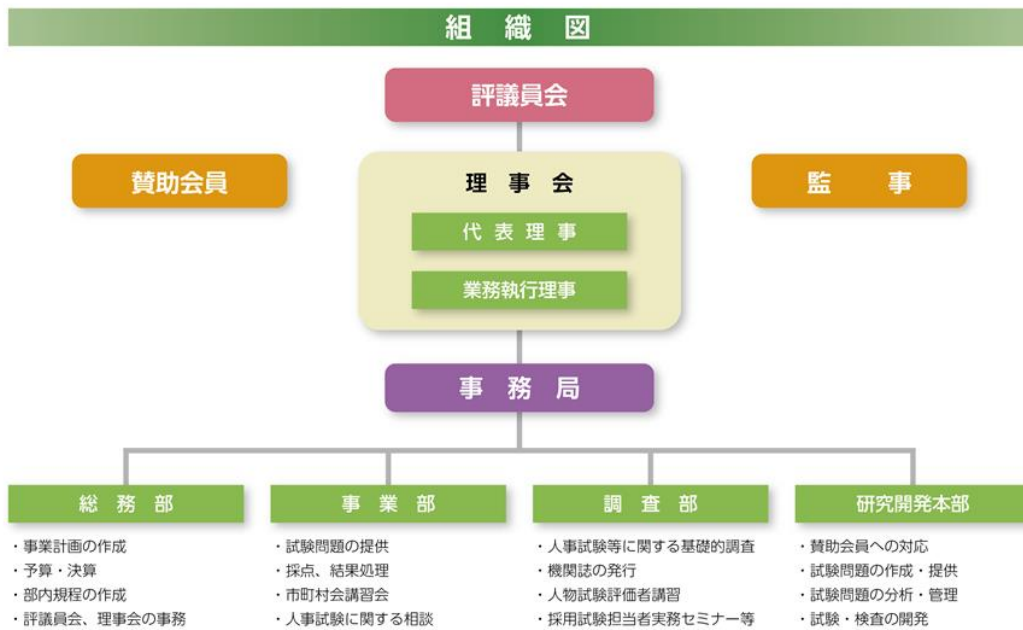 組織図
評議員会
賛助会員
理事会
監事
代表理事
業務執行理事
事務局
総務部
事業部
調査部
研究開発本部
・事業計画の作成
・予算・決算
・部内規程の作成
・評議員会、理事会の事務
・試験問題の提供
・採点、結果処理
・市町村会講習会
・人事試験に関する相談
・人事試験等に関する基礎的調査
・機関誌の発行
・人物試験評価者講習
・採用試験担当者実務セミナー等
・賛助会員への対応
・試験問題の作成・提供
・試験問題の分析・管理
・試験・検査の開発